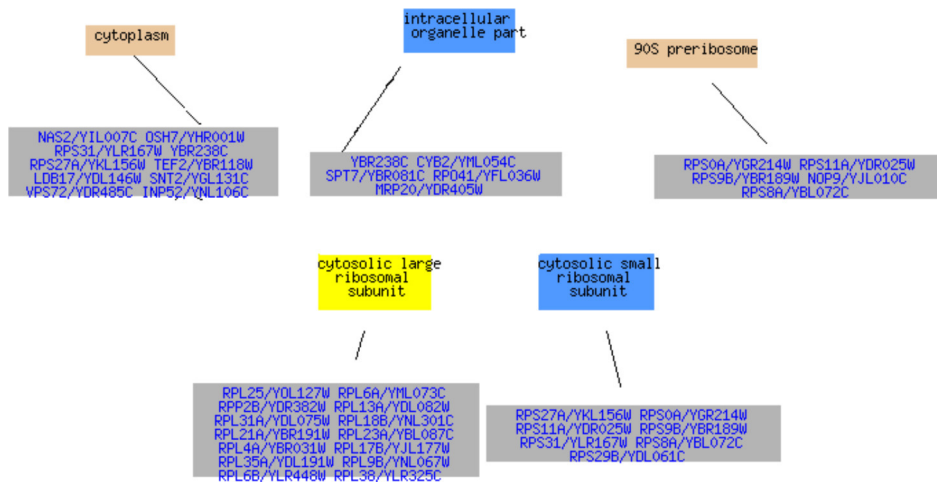 cytoplasm
intracellular
organelle part
90S preribosome
NAS2/YIL007C OSH7/YHR001W
RPS31/YLR167W YBR238C
RPS27A/YKL156W TEF2/YBR118W
LDB17/YDL146W SNT2/YGL131C
VPS72/YDR485C INP52/YNL106C
YBR238C CYB2/YML054C
SPT7/YBR081C RPO41/YFL036W
MRP20/YDR405W
RPS0A/YGR214W RPS11A/YDR025W
RPS9B/YBR189W NOP9/YJL010C
RPS8A/YBL072C
cytosolic large
ribosomal
subunit
cytosolic small
ribosomal
subunit
RPL25/YOL127W RPL6A/YML073C
RPP2B/YDR382W RPL13A/YDL082W
RPL31A/YDL075W RPL18B/YNL301C
RPL21A/YBR191W RPL23A/YBL087C
RPL4A/YBR031W RPL17B/YJL177W
RPL35A/YDL191W RPL9B/YNL067W
RPL6B/YLR448W RPL38/YLR325C
RPS27A/YKL156W RPS0A/YGR214W
RPS11A/YDR025W RPS9B/YBR189W
RPS31/YLR167W RPS8A/YBL072C
RPS29B/YDL061C